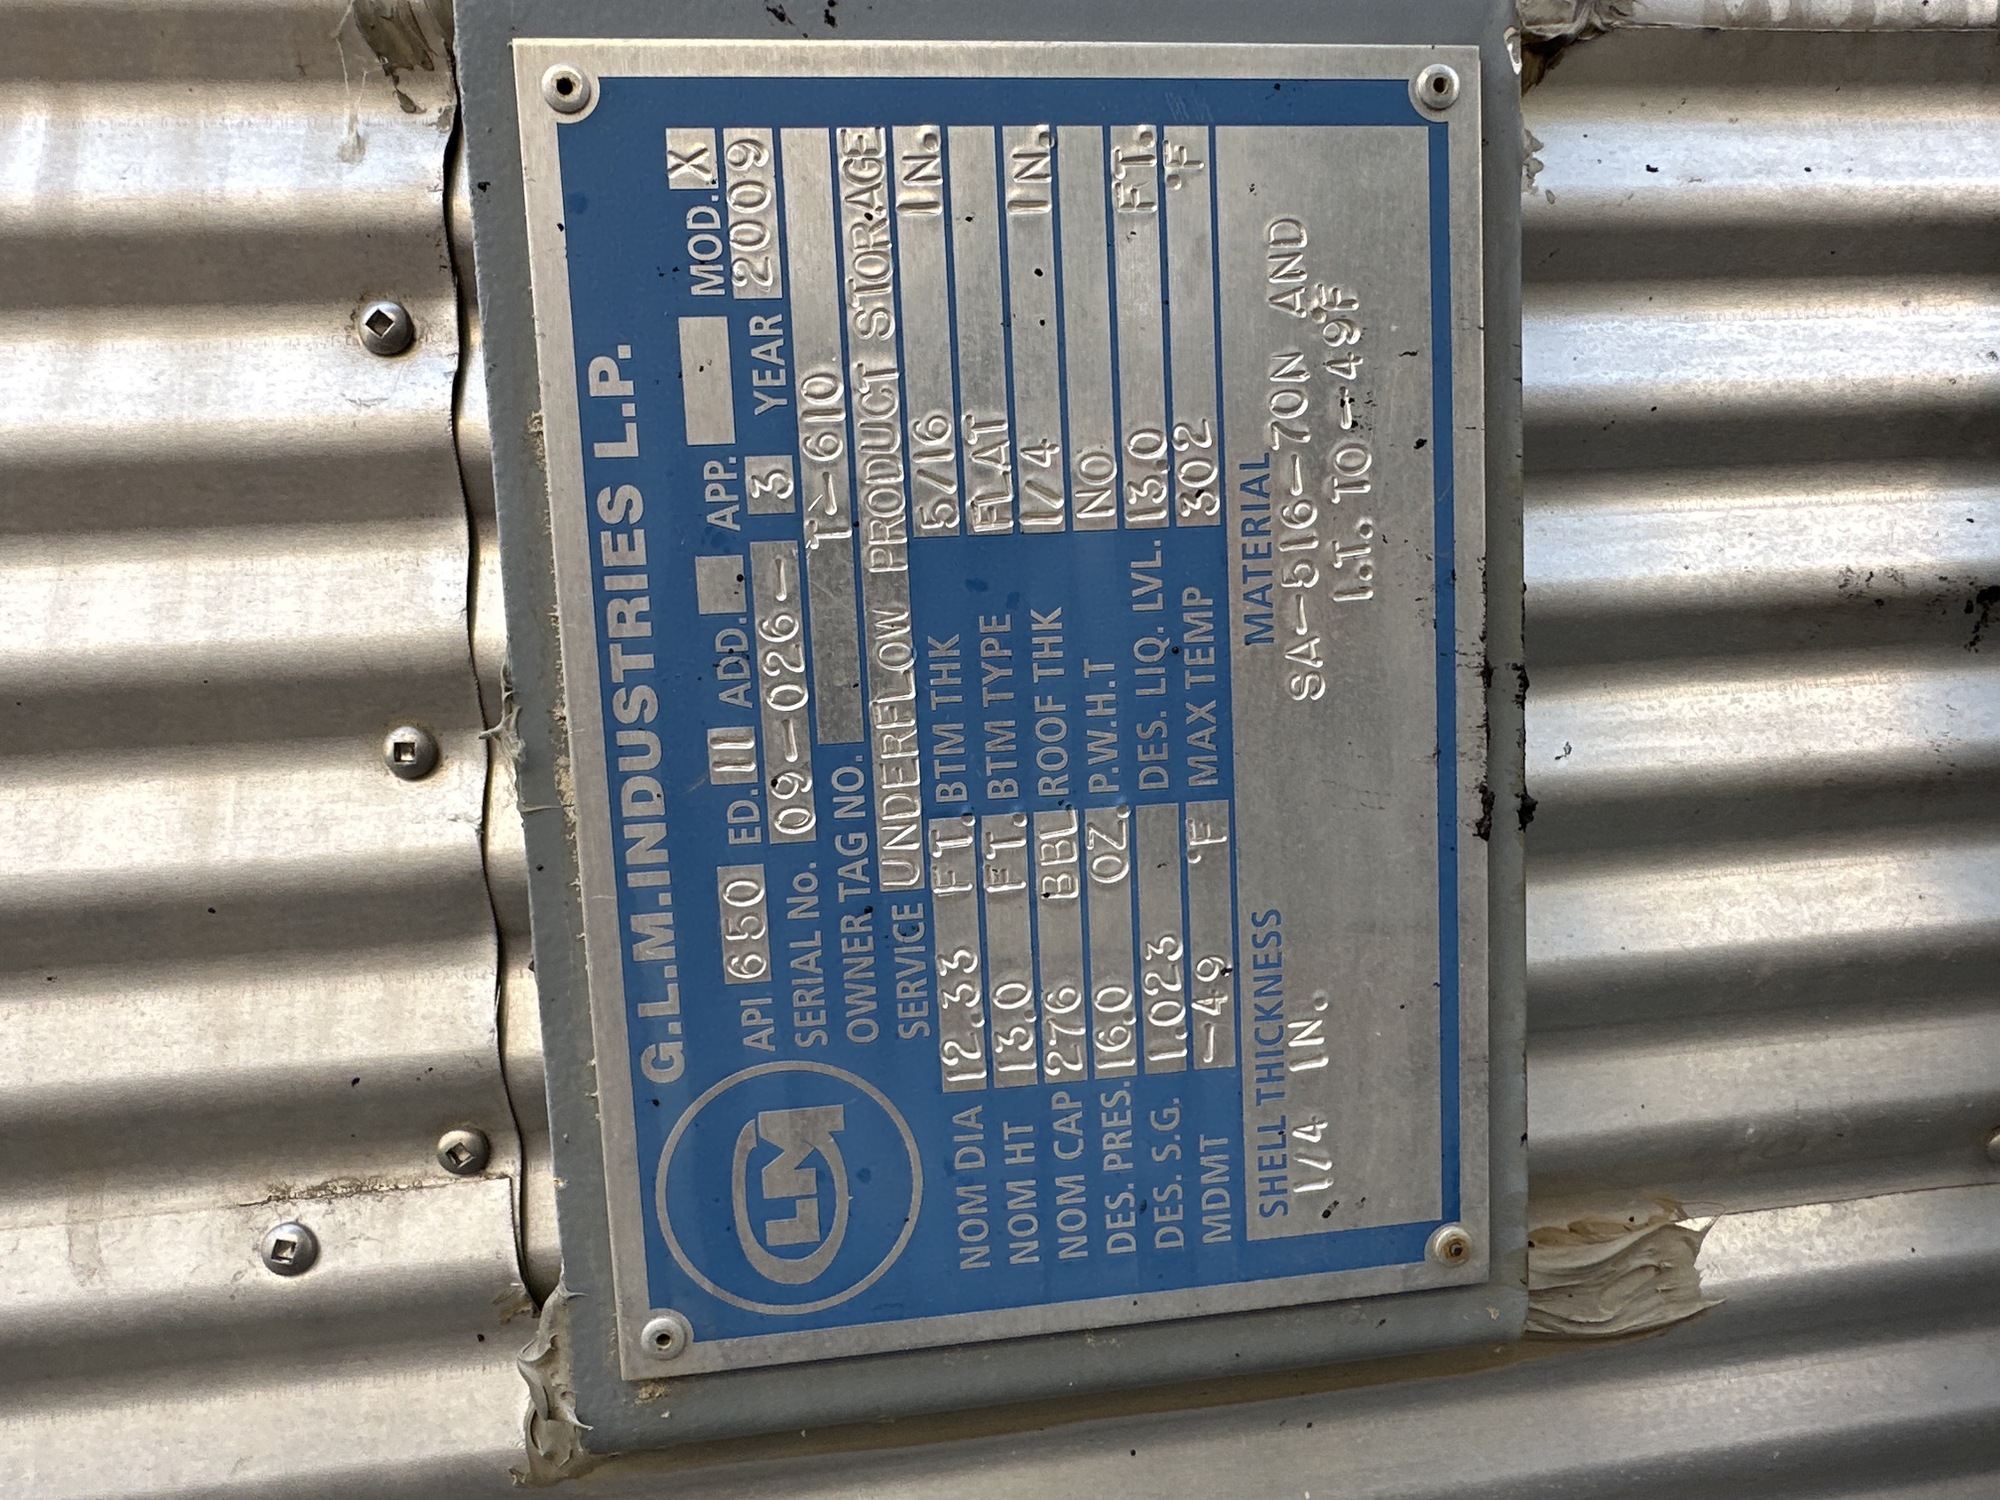 G.L.M.INDUSTRIES L.P.
GLM
API 650 ED. 11 ADD. APP. MOD. X
SERIAL No. 09-026-3 YEAR 2009
OWNER TAG NO. T-610
SERVICE UNDERFLOW PRODUCT STORAGE
NOM DIA 12.33 FT. BTM THK 5/16 IN.
NOM HT 13.0 FT. BTM TYPE FLAT
NOM CAP 276 BBL ROOF THK 1/4 IN.
DES. PRES. 16.0 OZ. P.W.H.T NO
DES. S.G. 1.023 DES. LIQ. LVL. 13.0 FT.
MDMT -49 °F MAX TEMP 302 °F
SHELL THICKNESS MATERIAL
1/4 IN. SA-516-70N AND
I.T. TO -49°F